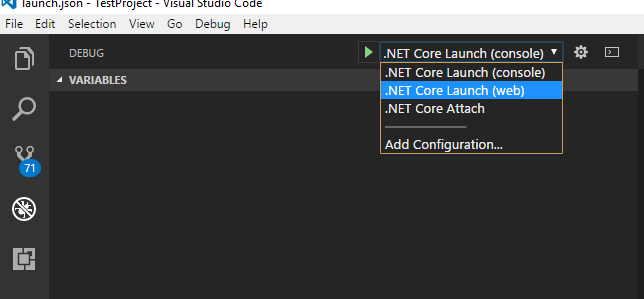 launch.json - TestProject - Visual Studio Code
File Edit Selection View Go Debug Help
DEBUG
.NET Core Launch (console)
.NET Core Launch (console)
VARIABLES
.NET Core Launch (web)
.NET Core Attach
Add Configuration...
71